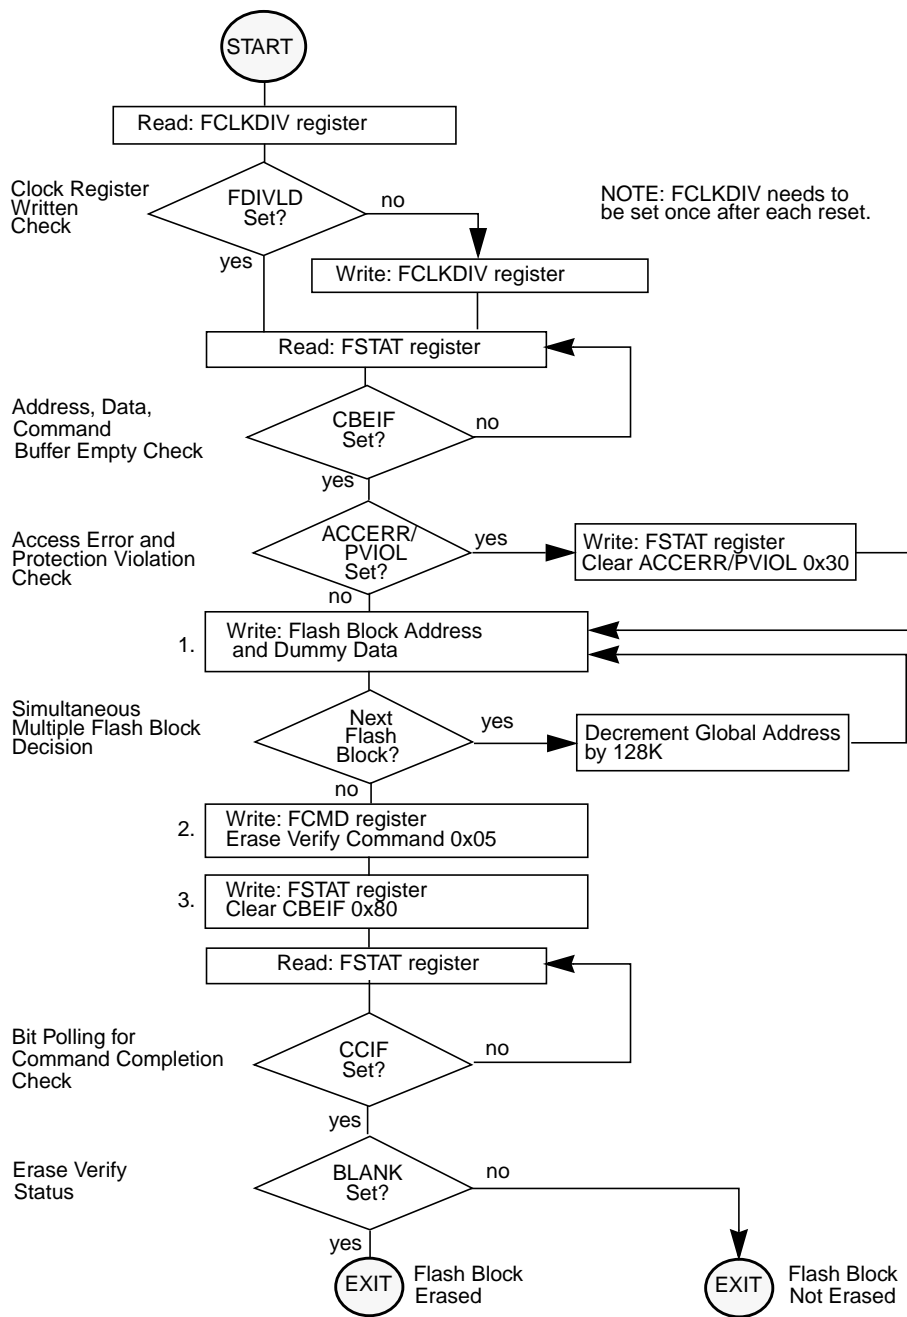 START
Read: FCLKDIV register
Clock Register
Written
Check
FDIVLD
Set?
no
yes
NOTE: FCLKDIV needs to
be set once after each reset.
Write: FCLKDIV register
Read: FSTAT register
Address, Data,
Command
Buffer Empty Check
CBEIF
Set?
no
yes
Access Error and
Protection Violation
Check
ACCERR/
PVIOL
Set?
yes
no
Write: FSTAT register
Clear ACCERR/PVIOL 0x30
1.
Write: Flash Block Address
and Dummy Data
Simultaneous
Multiple Flash Block
Decision
Next
Flash
Block?
yes
no
Decrement Global Address
by 128K
2.
Write: FCMD register
Erase Verify Command 0x05
3.
Write: FSTAT register
Clear CBEIF 0x80
Read: FSTAT register
Bit Polling for
Command Completion
Check
CCIF
Set?
no
yes
Erase Verify
Status
BLANK
Set?
no
yes
EXIT
Flash Block
Erased
EXIT
Flash Block
Not Erased